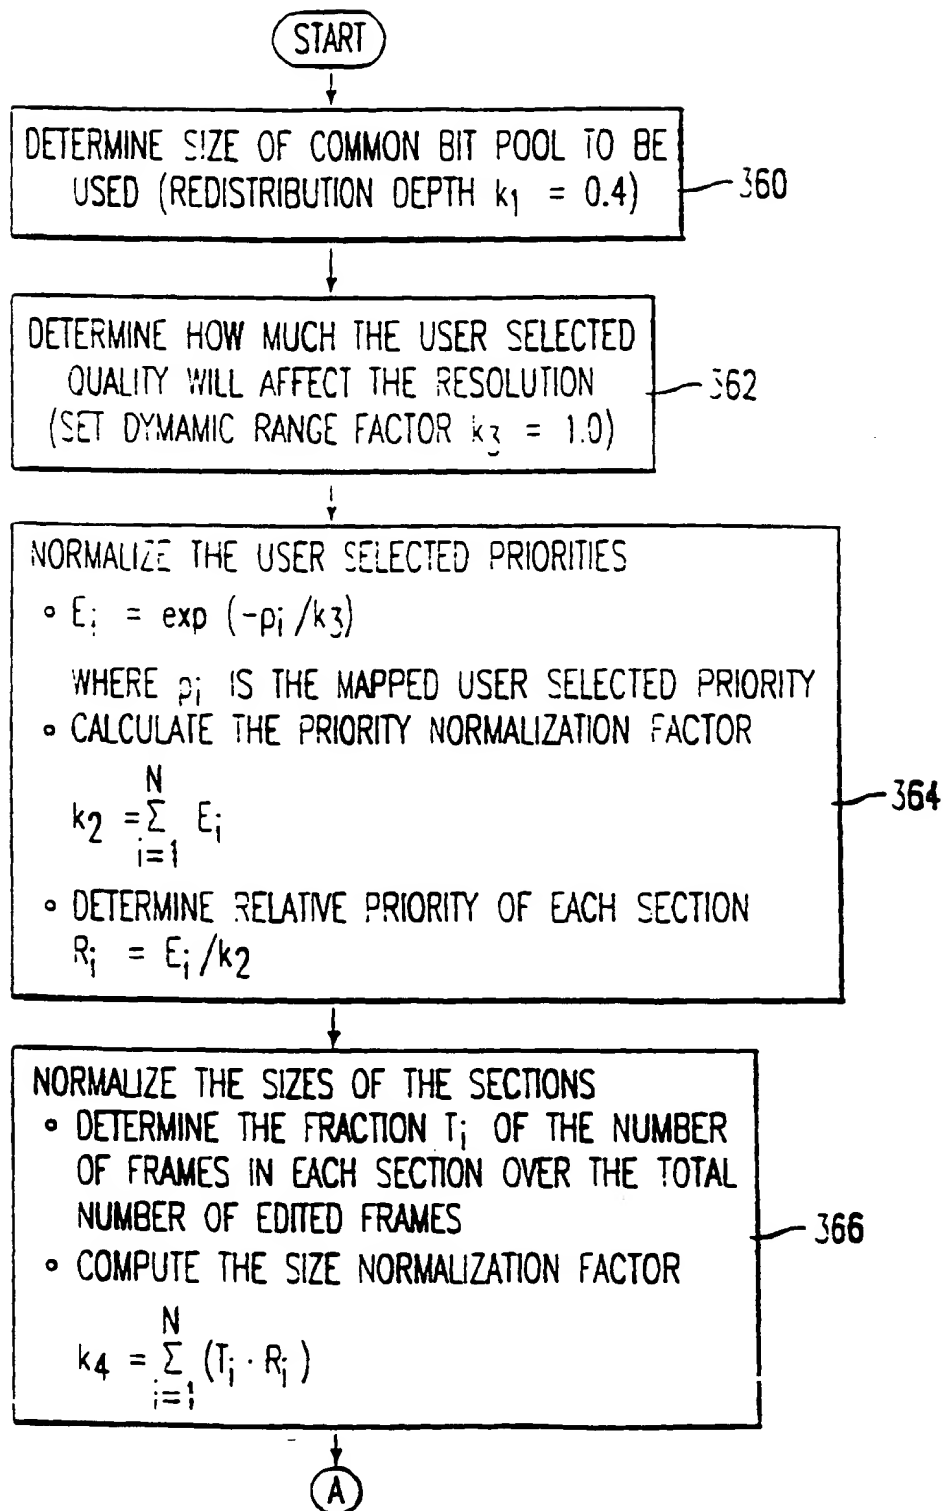 START
DETERMINE SIZE OF COMMON BIT POOL TO BE
USED (REDISTRIBUTION DEPTH k1 = 0.4)
360
DETERMINE HOW MUCH THE USER SELECTED
QUALITY WILL AFFECT THE RESOLUTION
(SET DYMAMIC RANGE FACTOR k3 = 1.0)
362
NORMALIZE THE USER SELECTED PRIORITIES
∘ Ei = exp (-pi/k3)
WHERE pi IS THE MAPPED USER SELECTED PRIORITY
∘ CALCULATE THE PRIORITY NORMALIZATION FACTOR
N
k2 = Σ Ei
i=1
364
∘ DETERMINE RELATIVE PRIORITY OF EACH SECTION
Ri = Ei/k2
NORMALIZE THE SIZES OF THE SECTIONS
∘ DETERMINE THE FRACTION Ti OF THE NUMBER
OF FRAMES IN EACH SECTION OVER THE TOTAL
NUMBER OF EDITED FRAMES
366
∘ COMPUTE THE SIZE NORMALIZATION FACTOR
N
k4 = Σ (Ti · Ri)
i=1
A